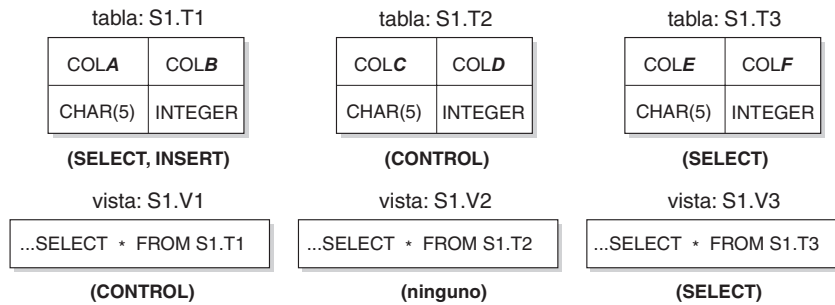 tabla: S1.T1 tabla: S1.T2 tabla: S1.T3
COLA COLB COLC COLD COLE COLF
CHAR(5) INTEGER CHAR(5) INTEGER CHAR(5) INTEGER
(SELECT, INSERT) (CONTROL) (SELECT)
vista: S1.V1 vista: S1.V2 vista: S1.V3
...SELECT * FROM S1.T1 ...SELECT * FROM S1.T2 ...SELECT * FROM S1.T3
(CONTROL) (ninguno) (SELECT)